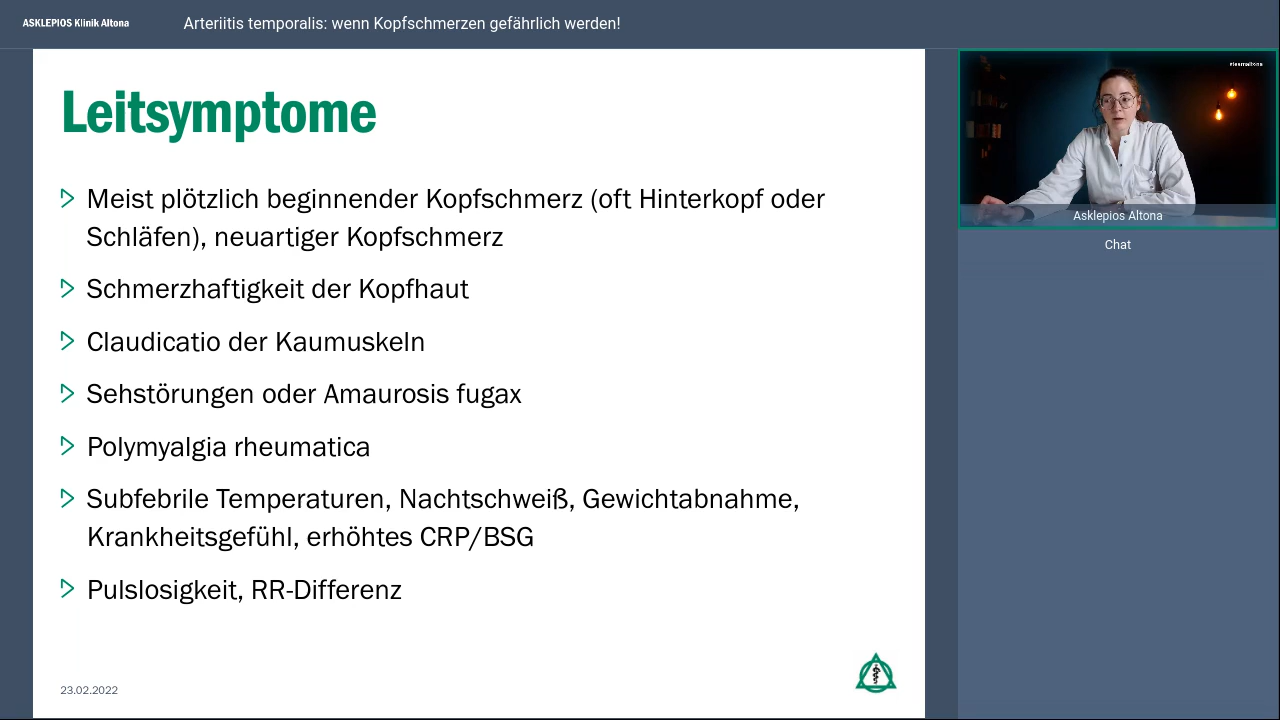 ASKLEPIOS Klinik Altona
Arteriitis temporalis: wenn Kopfschmerzen gefährlich werden!
Leitsymptome
Meist plötzlich beginnender Kopfschmerz (oft Hinterkopf oder
Schläfen), neuartiger Kopfschmerz
Schmerzhaftigkeit der Kopfhaut
Claudicatio der Kaumuskeln
Sehstörungen oder Amaurosis fugax
Polymyalgia rheumatica
Subfebrile Temperaturen, Nachtschweiß, Gewichtabnahme,
Krankheitsgefühl, erhöhtes CRP/BSG
Pulslosigkeit, RR-Differenz
23.02.2022
#teamaltona
Asklepios Altona
Chat